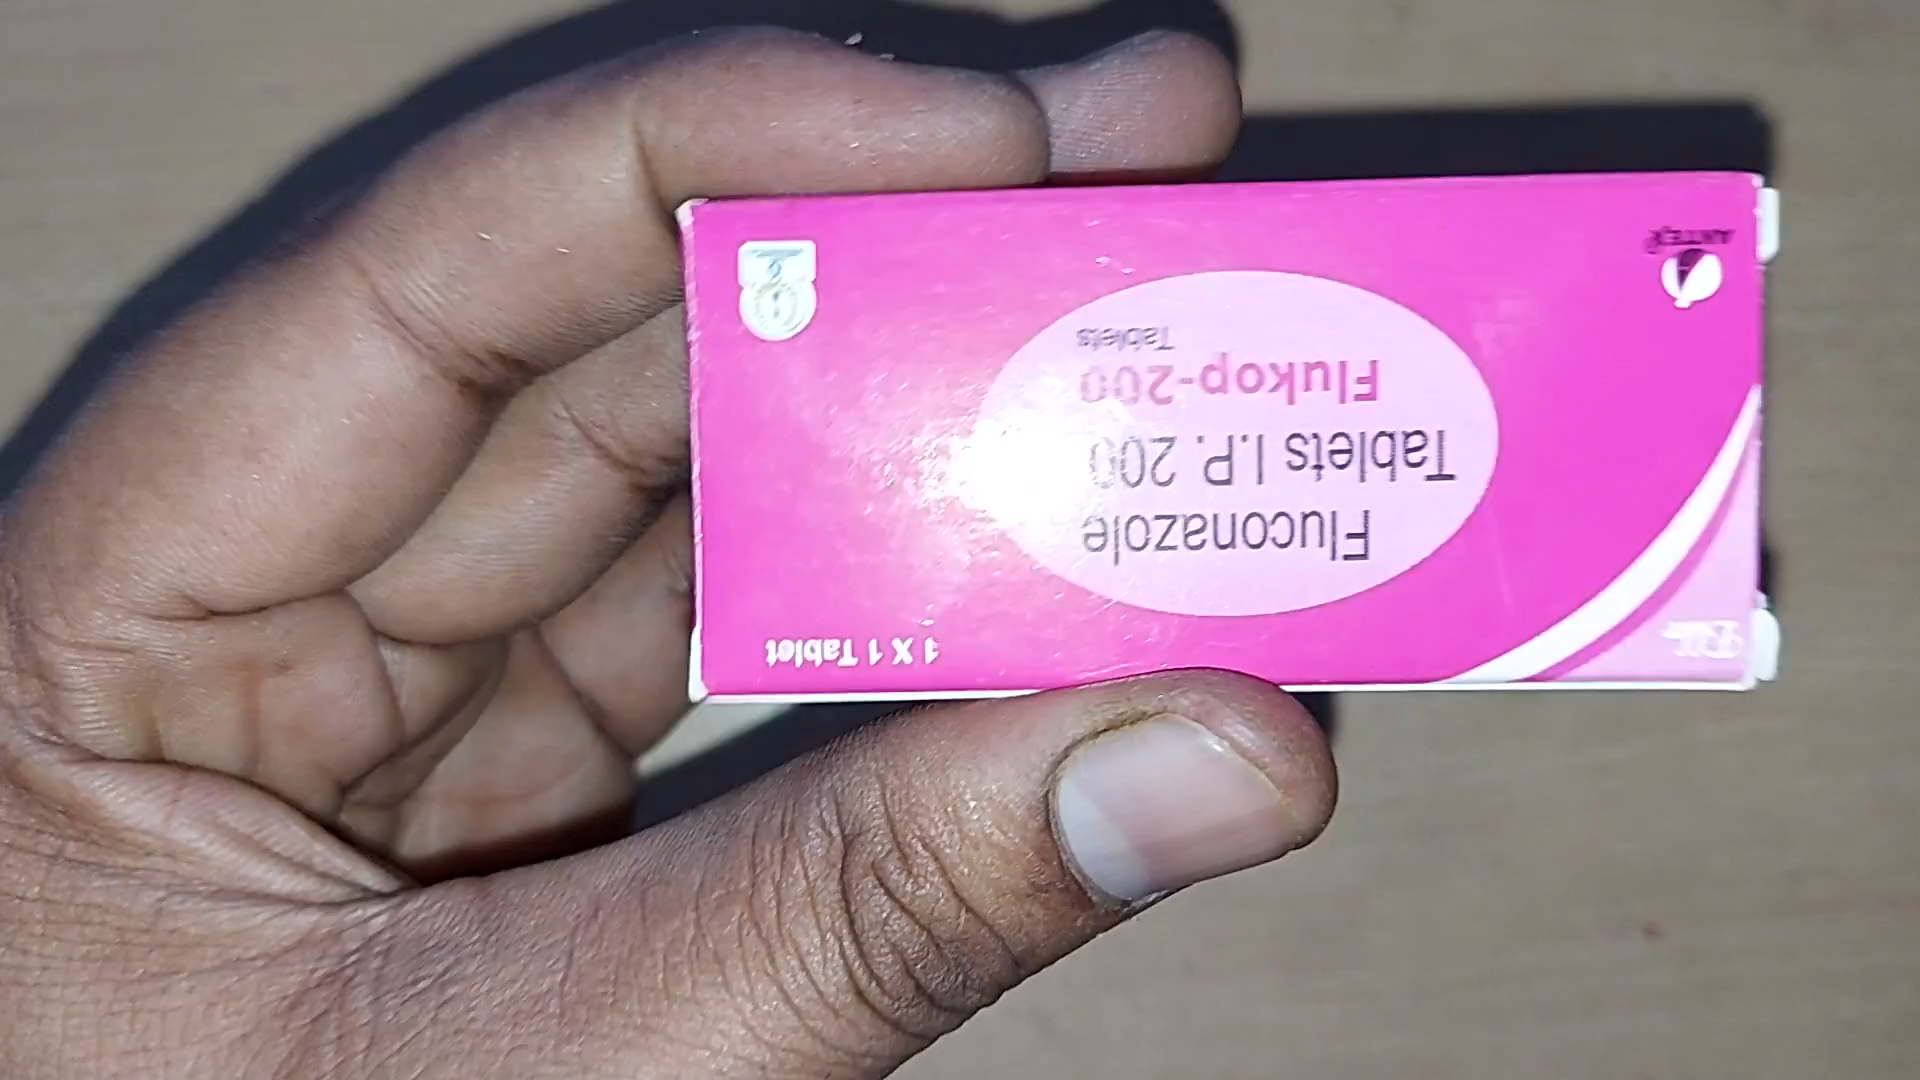 1 X 1 Tablet
Fluconazole
Tablets I.P. 200
Flukop-200
Tablets